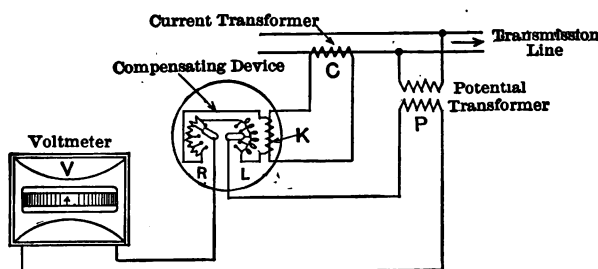 Current Transformer
Transmission
Line
C
Compensating Device
Potential
Transformer
P
K
Voltmeter
V
R L